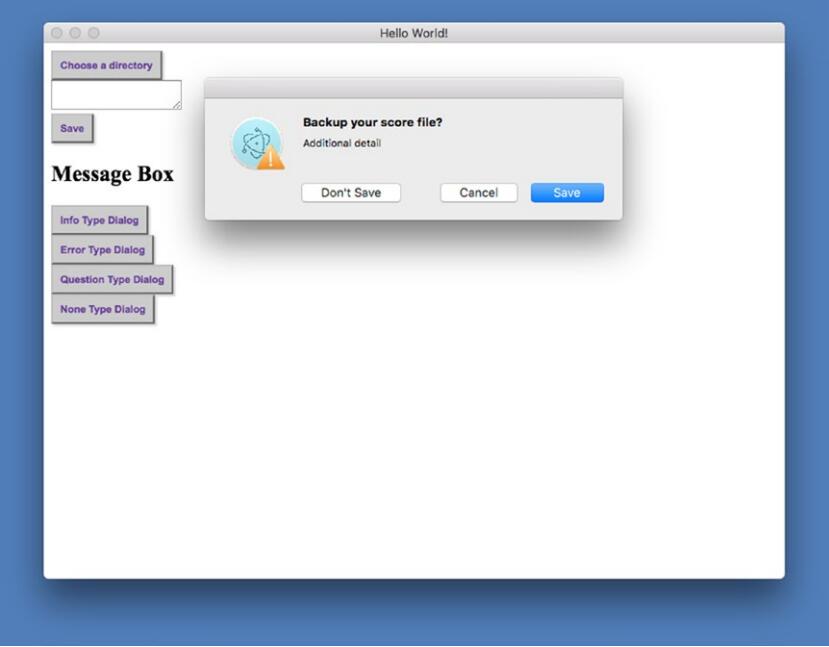 Hello World!
Choose a directory
Save
Message Box
Info Type Dialog
Error Type Dialog
Question Type Dialog
None Type Dialog
Backup your score file?
Additional detail
Don't Save Cancel Save